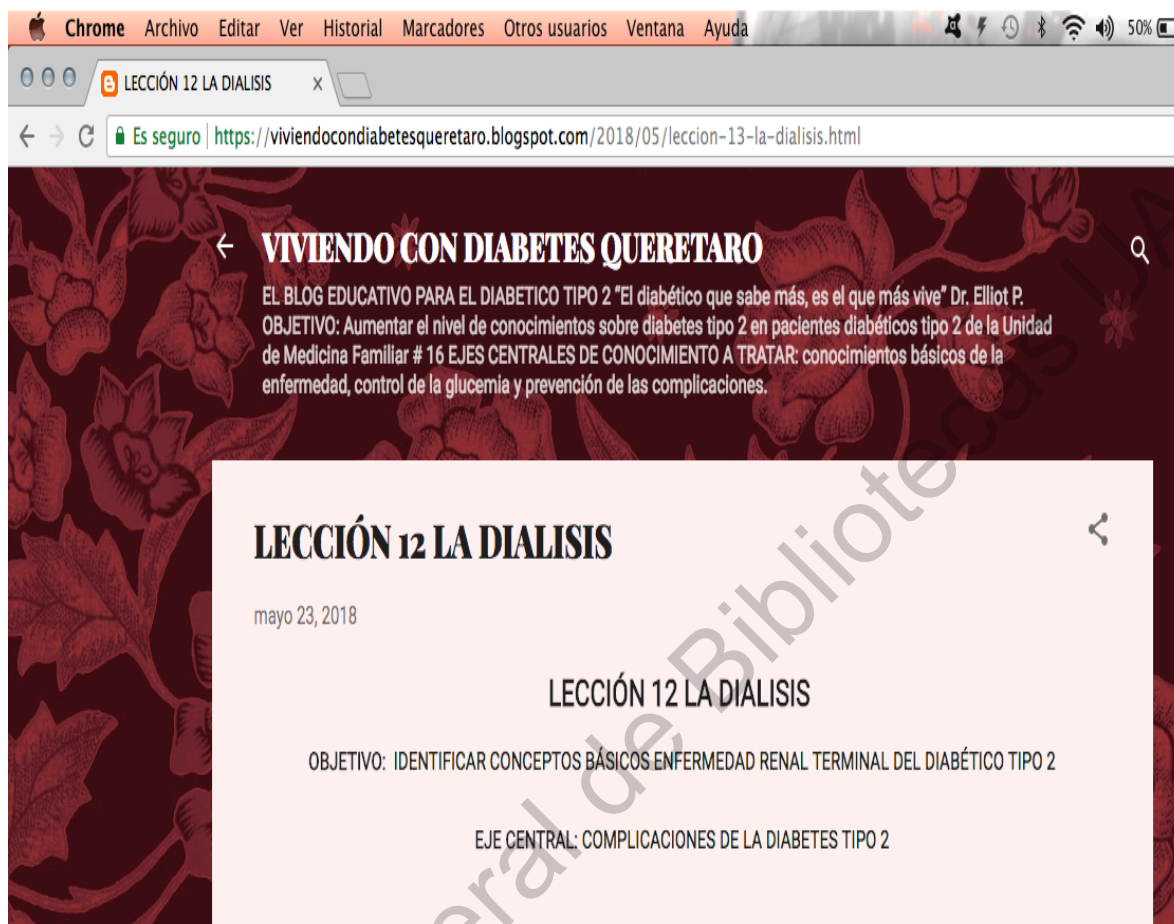 Chrome Archivo Editar Ver Historial Marcadores Otros usuarios Ventana Ayuda 50%
LECCIÓN 12 LA DIALISIS
Es seguro | https://viviendocondiabetesqueretaro.blogspot.com/2018/05/leccion-13-la-dialisis.html
VIVIENDO CON DIABETES QUERETARO
EL BLOG EDUCATIVO PARA EL DIABETICO TIPO 2 "El diabético que sabe más, es el que más vive" Dr. Elliot P.
OBJETIVO: Aumentar el nivel de conocimientos sobre diabetes tipo 2 en pacientes diabéticos tipo 2 de la Unidad
de Medicina Familiar # 16 EJES CENTRALES DE CONOCIMIENTO A TRATAR: conocimientos básicos de la
enfermedad, control de la glucemia y prevención de las complicaciones.
LECCIÓN 12 LA DIALISIS
mayo 23, 2018
LECCIÓN 12 LA DIALISIS
OBJETIVO: IDENTIFICAR CONCEPTOS BÁSICOS ENFERMEDAD RENAL TERMINAL DEL DIABÉTICO TIPO 2
EJE CENTRAL: COMPLICACIONES DE LA DIABETES TIPO 2
eral de Bibliotecas UA